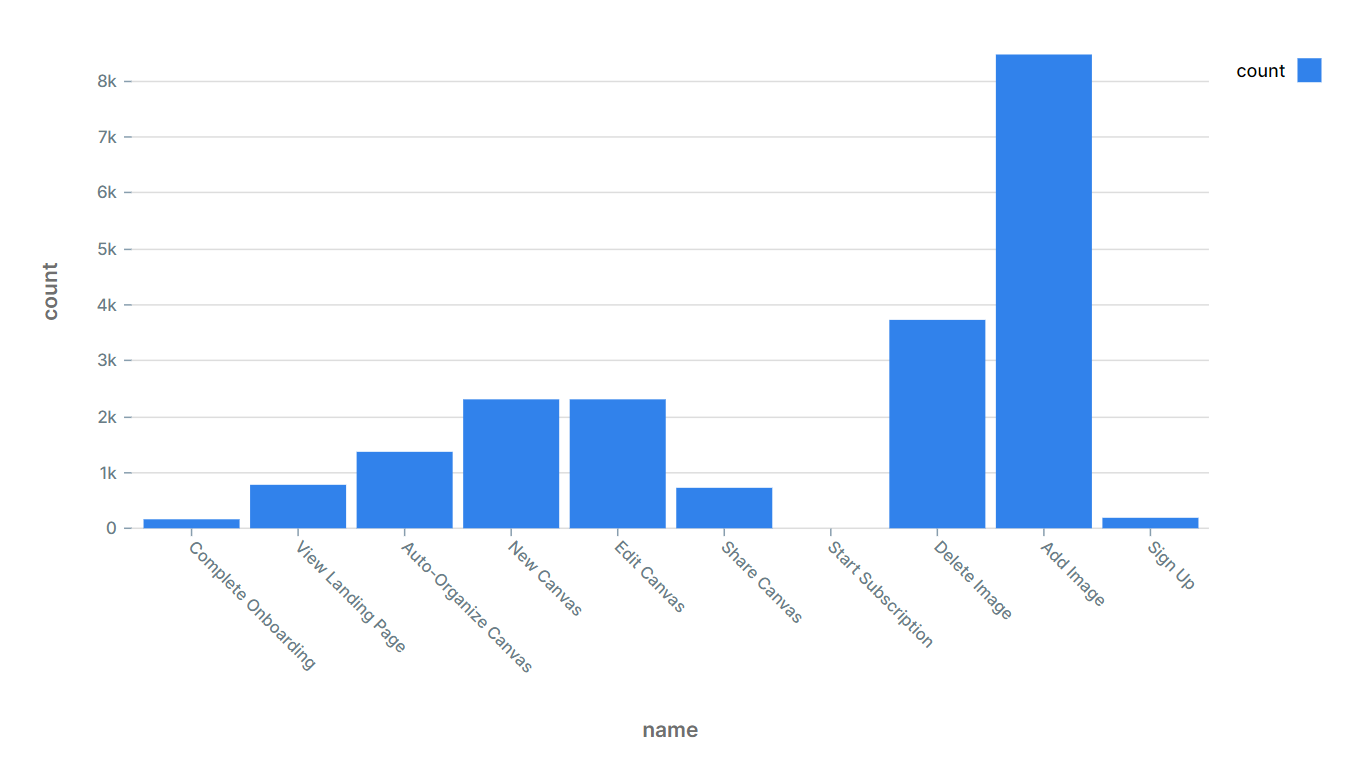 count
8k
7k
6k
5k
4k
3k
2k
1k
0
count
Complete Onboarding
View Landing Page
Auto-Organize Canvas
New Canvas
Edit Canvas
Share Canvas
Start Subscription
Delete Image
Add Image
Sign Up
name